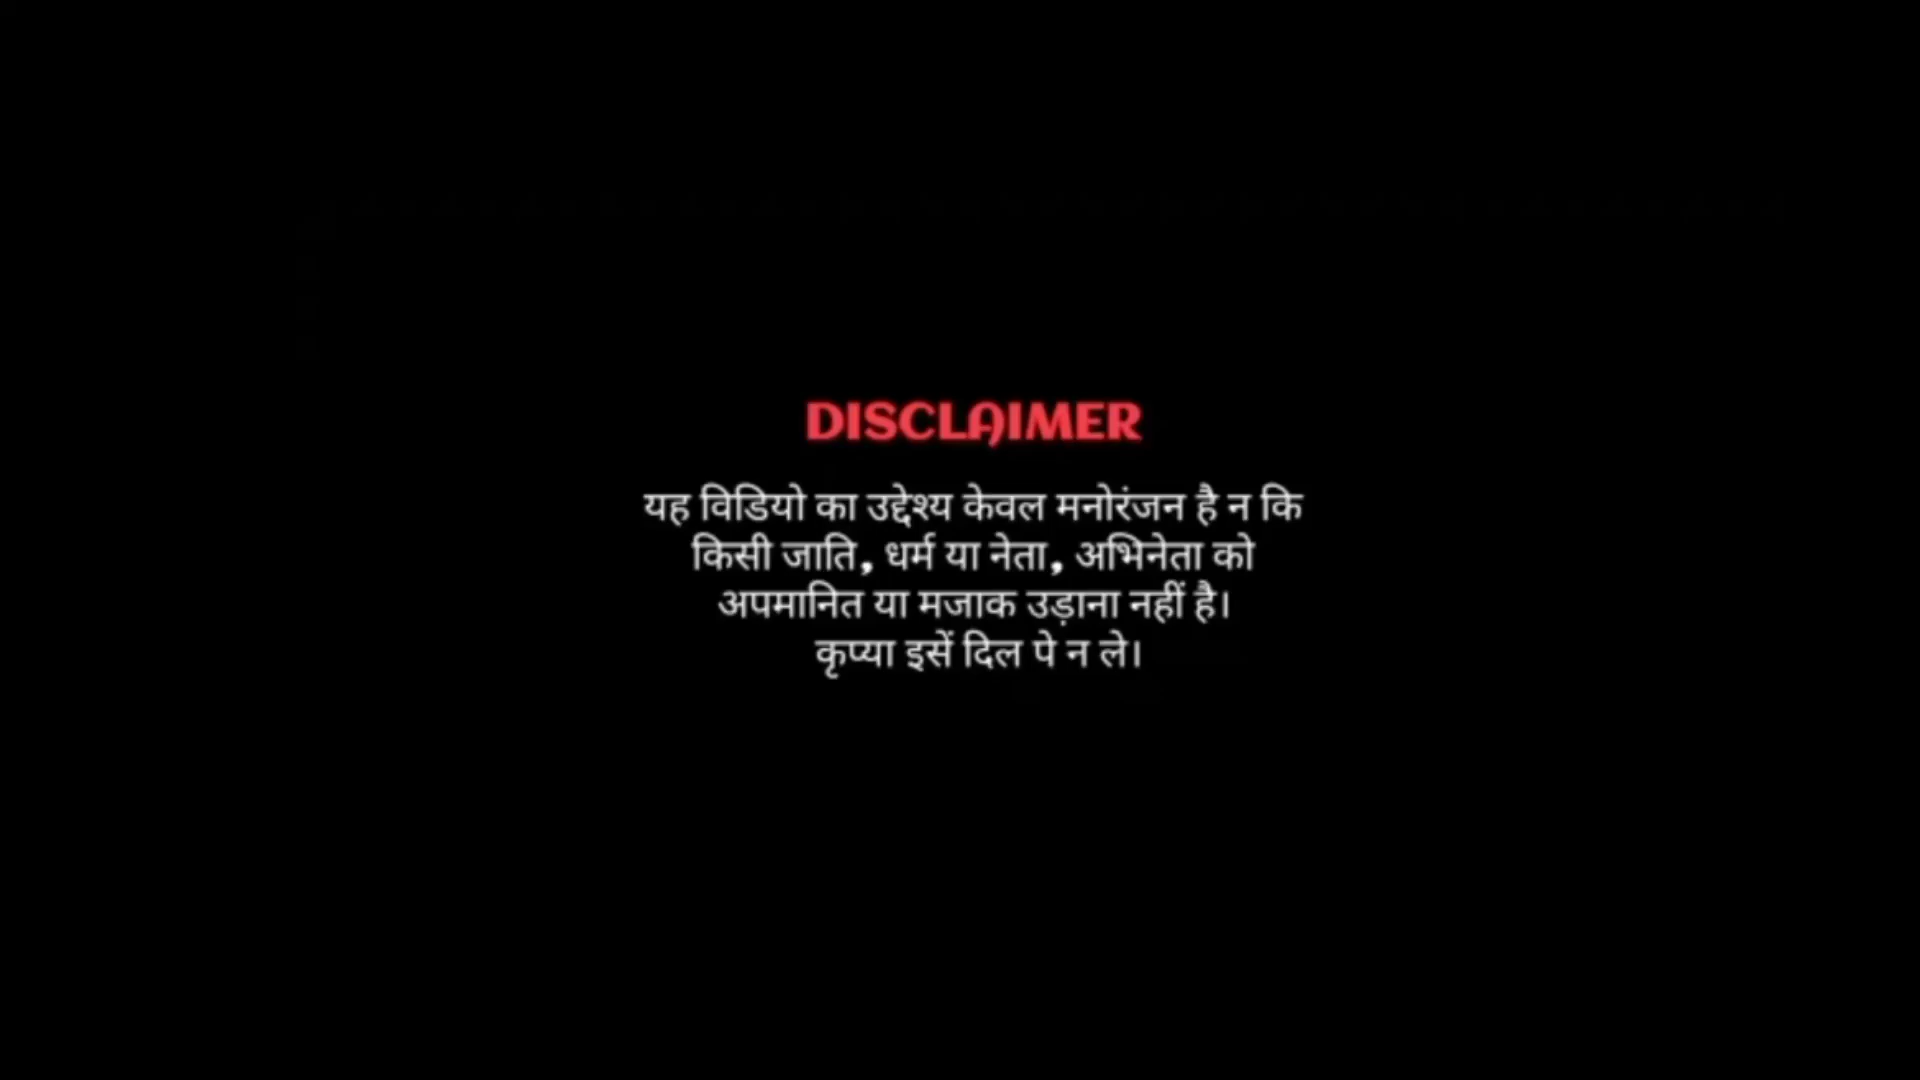 DISCLAIMER
यह विडियो का उद्देश्य केवल मनोरंजन है न कि
किसी जाति, धर्म या नेता, अभिनेता को
अपमानित या मजाक उड़ाना नहीं है।
कृप्या इसें दिल पे न ले।